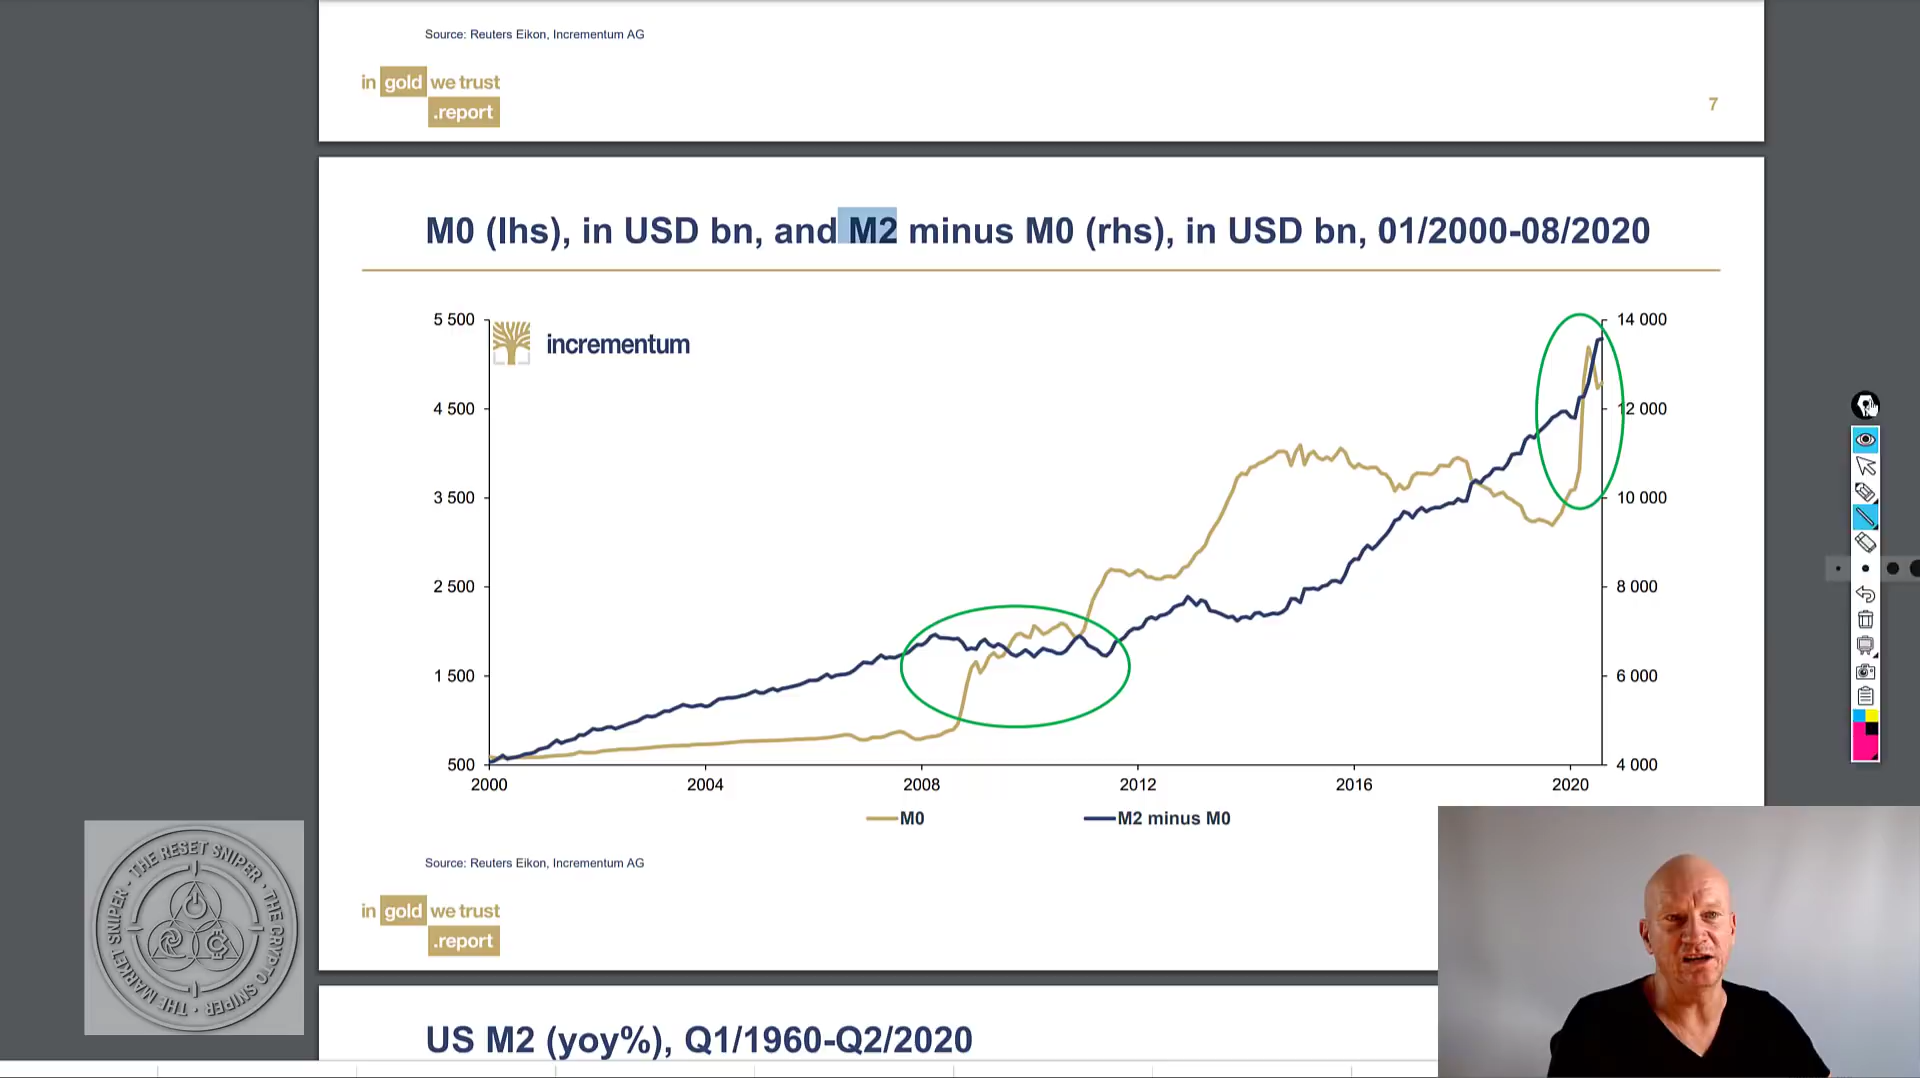 Source: Reuters Eikon, Incrementum AG
in gold we trust
.report
7
M0 (lhs), in USD bn, and M2 minus M0 (rhs), in USD bn, 01/2000-08/2020
incrementum
5 500
4 500
3 500
2 500
1 500
500
14 000
12 000
10 000
8 000
6 000
4 000
2000 2004 2008 2012 2016 2020
M0 M2 minus M0
Source: Reuters Eikon, Incrementum AG
in gold we trust
.report
THE RESET SNIPER · THE CRYPTO SNIPER · THE MARKET SNIPER ·
US M2 (yoy%), Q1/1960-Q2/2020